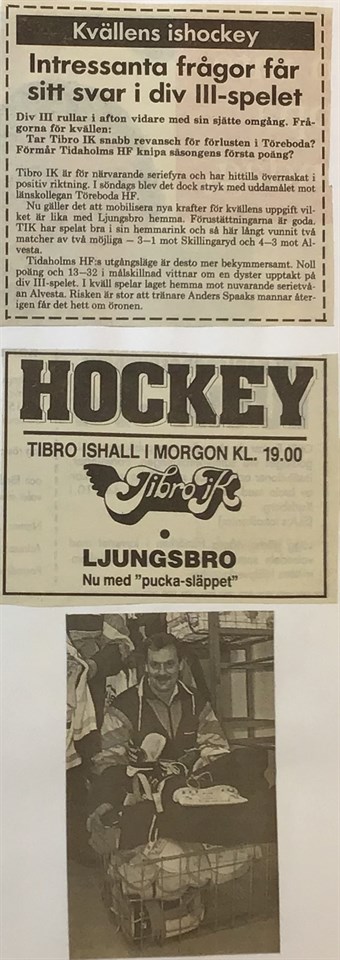 Kvällens ishockey
Intressanta frågor får
sitt svar i div III-spelet
Div III rullar i afton vidare med sin sjätte omgång. Frå-
gorna för kvällen:
Tar Tibro IK snabb revansch för förlusten i Töreboda?
Förmår Tidaholms HF knipa säsongens första poäng?
Tibro IK är för närvarande seriefyra och har hittills överraskat i
positiv riktning. I söndags blev det dock stryk med uddamålet mot
länskollegan Töreboda HF.
Nu gäller det att mobilisera nya krafter för kvällens uppgift vil-
ket är lika med Ljungsbro hemma. Förustättningarna är goda.
TIK har spelat bra i sin hemmarink och så här långt vunnit två
matcher av två möjliga – 3–1 mot Skillingaryd och 4–3 mot Al-
vesta.
Tidaholms HF:s utgångsläge är desto mer bekymmersamt. Noll
poäng och 13–32 i målskillnad vittnar om en dyster upptakt på
div III-spelet. I kväll spelar laget hemma mot nuvarande serietvå-
an Alvesta. Risken är stor att tränare Anders Spaaks mannar åter-
igen får det hett om öronen.
HOCKEY
TIBRO ISHALL I MORGON KL. 19.00
Tibro IK
•
LJUNGSBRO
Nu med "pucka-släppet"